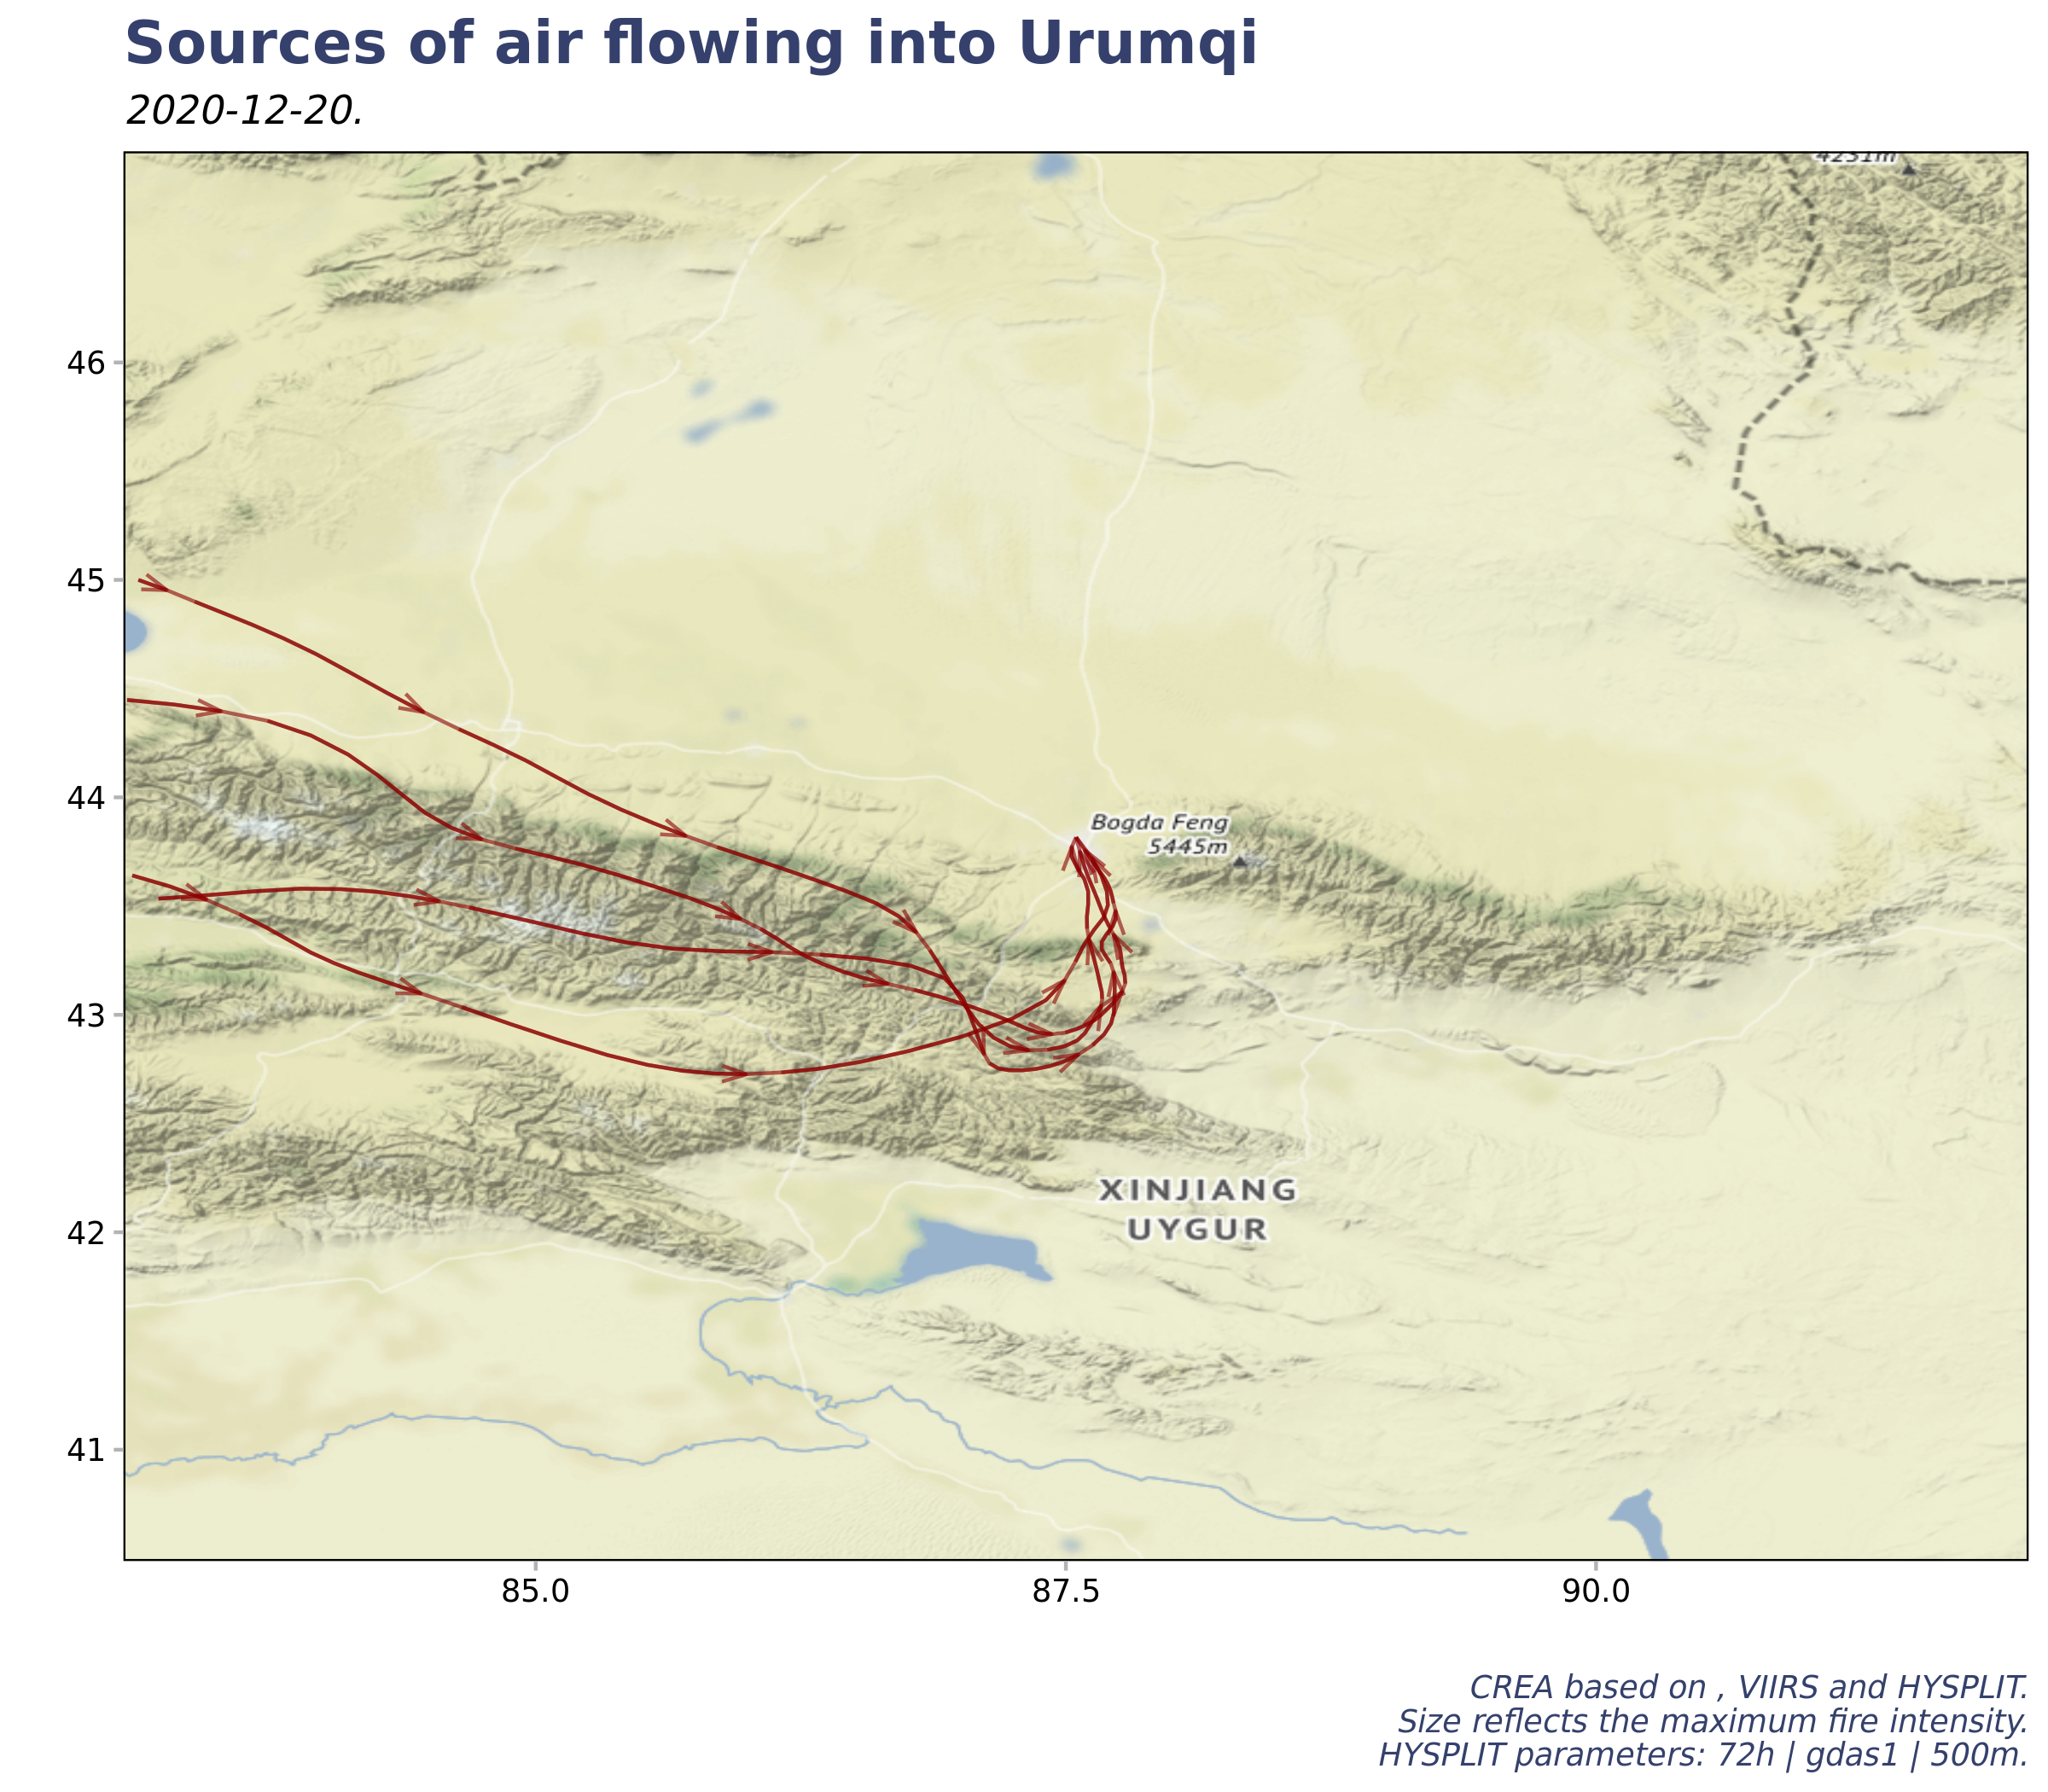 Sources of air flowing into Urumqi
2020-12-20.
4231m
46
45
44
43
42
41
Bogda Feng
5445m
XINJIANG
UYGUR
85.0
87.5
90.0
CREA based on , VIIRS and HYSPLIT.
Size reflects the maximum fire intensity.
HYSPLIT parameters: 72h | gdas1 | 500m.